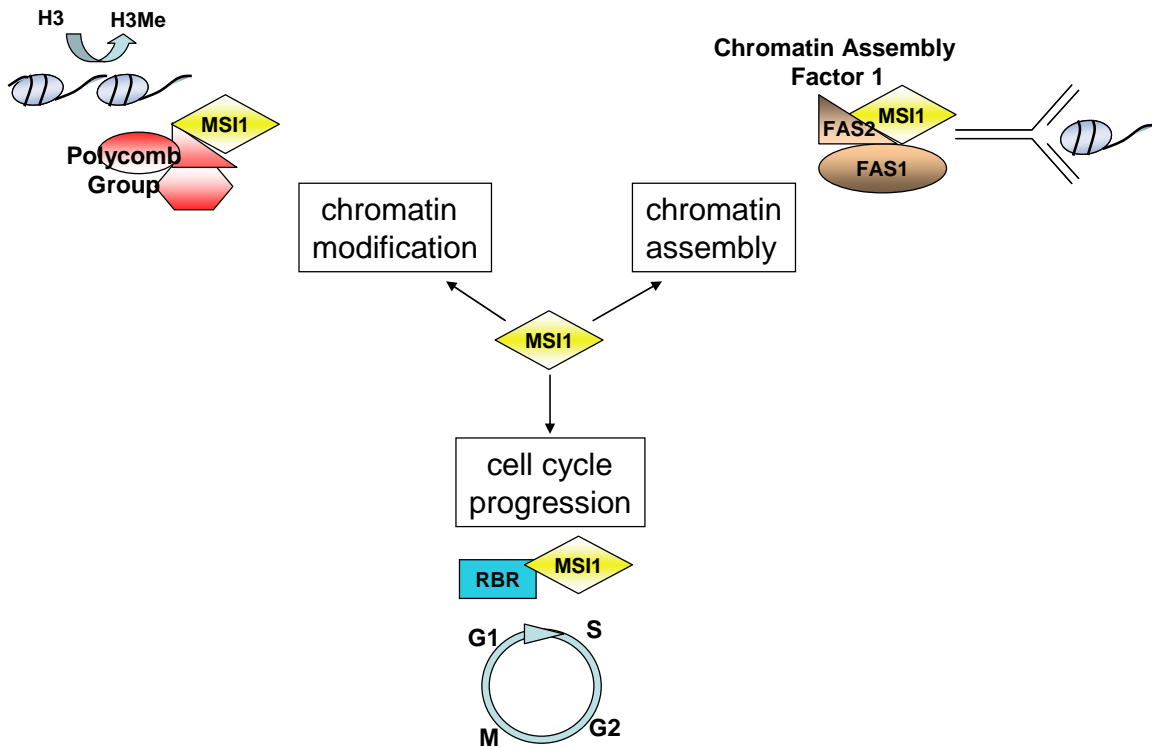 H3 H3Me
MSI1
Polycomb
Group
Chromatin Assembly
Factor 1
FAS2 MSI1
FAS1
chromatin
modification
chromatin
assembly
MSI1
cell cycle
progression
RBR MSI1
G1 S
M G2